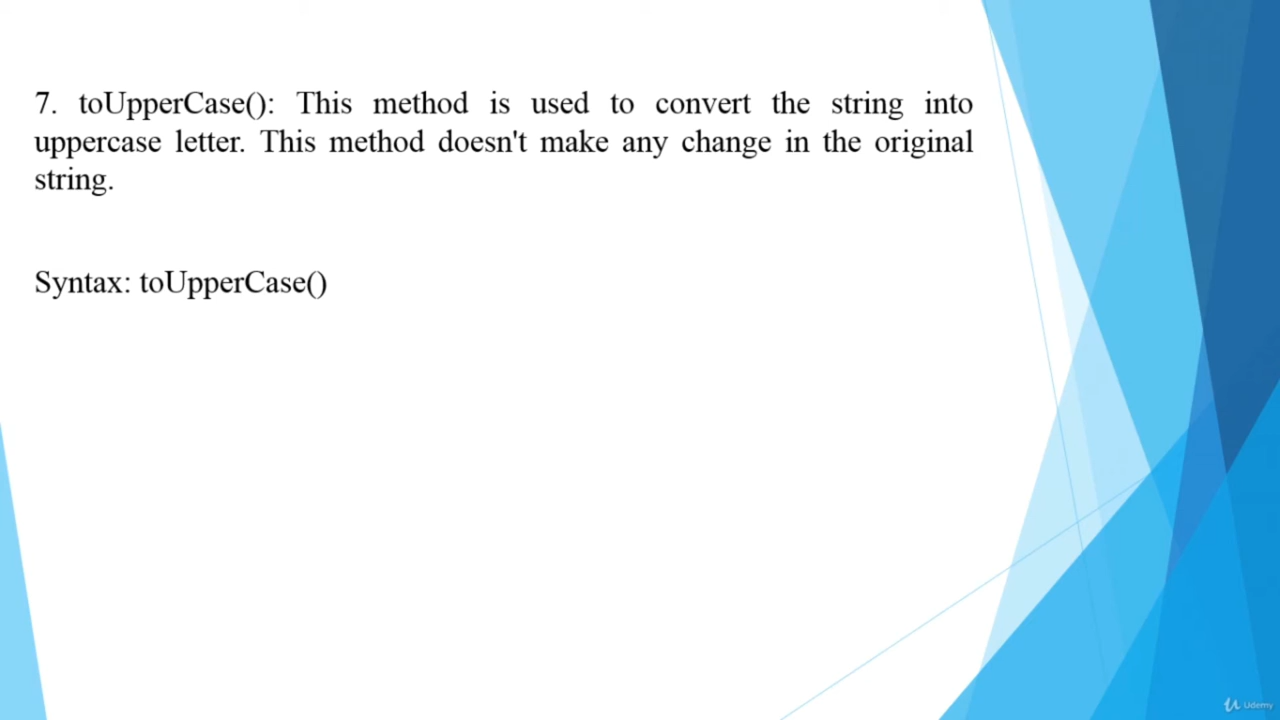 7. toUpperCase(): This method is used to convert the string into
uppercase letter. This method doesn't make any change in the original
string.
Syntax: toUpperCase()
Udemy